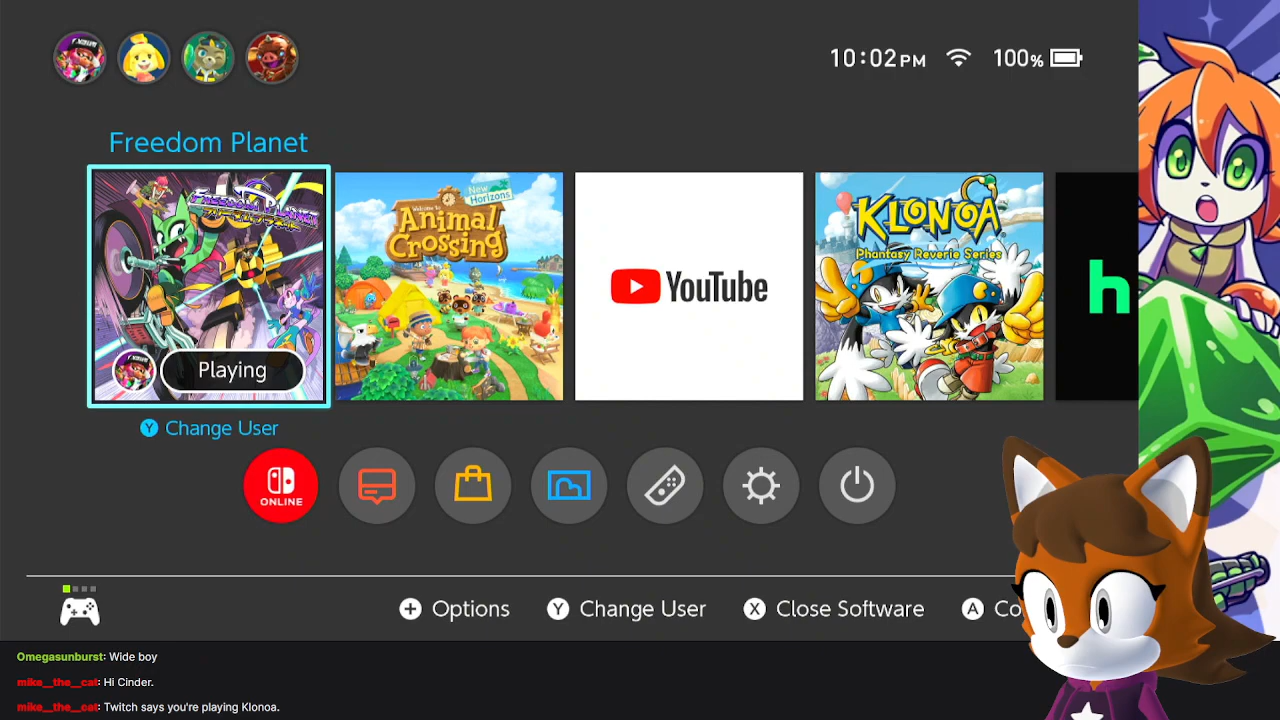 10:02PM
100%
Freedom Planet
FREEDOM PLANET
Welcome to
Animal
Crossing
New
Horizons
YouTube
KLONOA
Phantasy Reverie Series
h
Playing
Y Change User
ONLINE
+ Options
Y Change User
X Close Software
A Co
Omegasunburst: Wide boy
mike__the__cat: Hi Cinder.
mike__the__cat: Twitch says you're playing Klonoa.